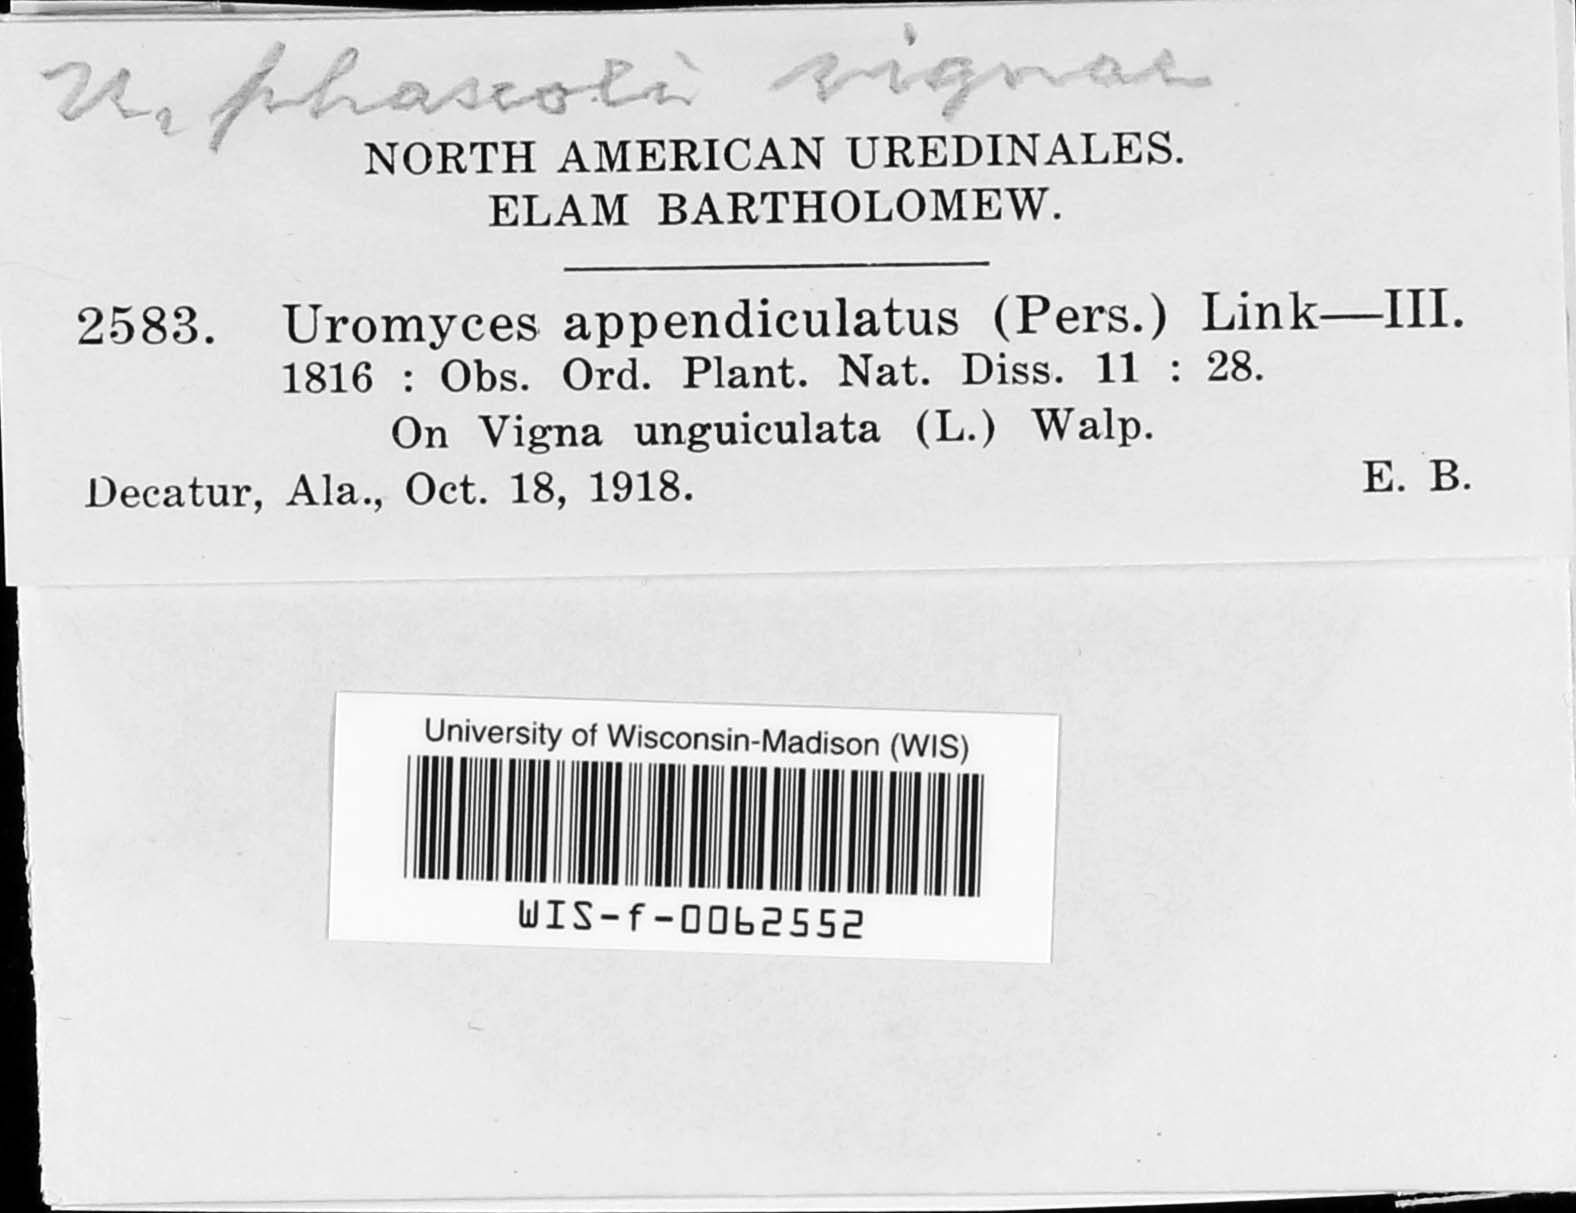 U. phaseoli vignae
NORTH AMERICAN UREDINALES.
ELAM BARTHOLOMEW.
2583. Uromyces appendiculatus (Pers.) Link—III.
1816 : Obs. Ord. Plant. Nat. Diss. 11 : 28.
On Vigna unguiculata (L.) Walp.
Decatur, Ala., Oct. 18, 1918. E. B.
University of Wisconsin-Madison (WIS)
WIS-f-0062552